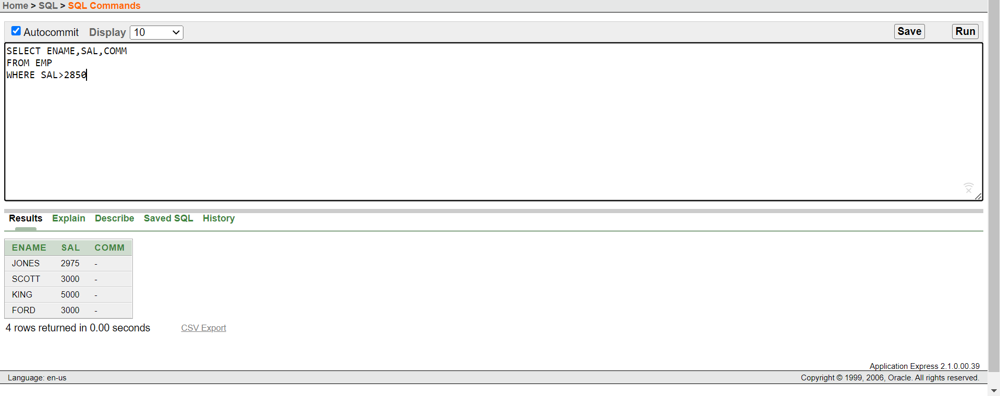 Home > SQL > SQL Commands
Autocommit Display 10 Save Run
SELECT ENAME,SAL,COMM
FROM EMP
WHERE SAL>2850
Results Explain Describe Saved SQL History
ENAME SAL COMM
JONES 2975 -
SCOTT 3000 -
KING 5000 -
FORD 3000 -
4 rows returned in 0.00 seconds CSV Export
Application Express 2.1.0.00.39
Language: en-us Copyright © 1999, 2006, Oracle. All rights reserved.